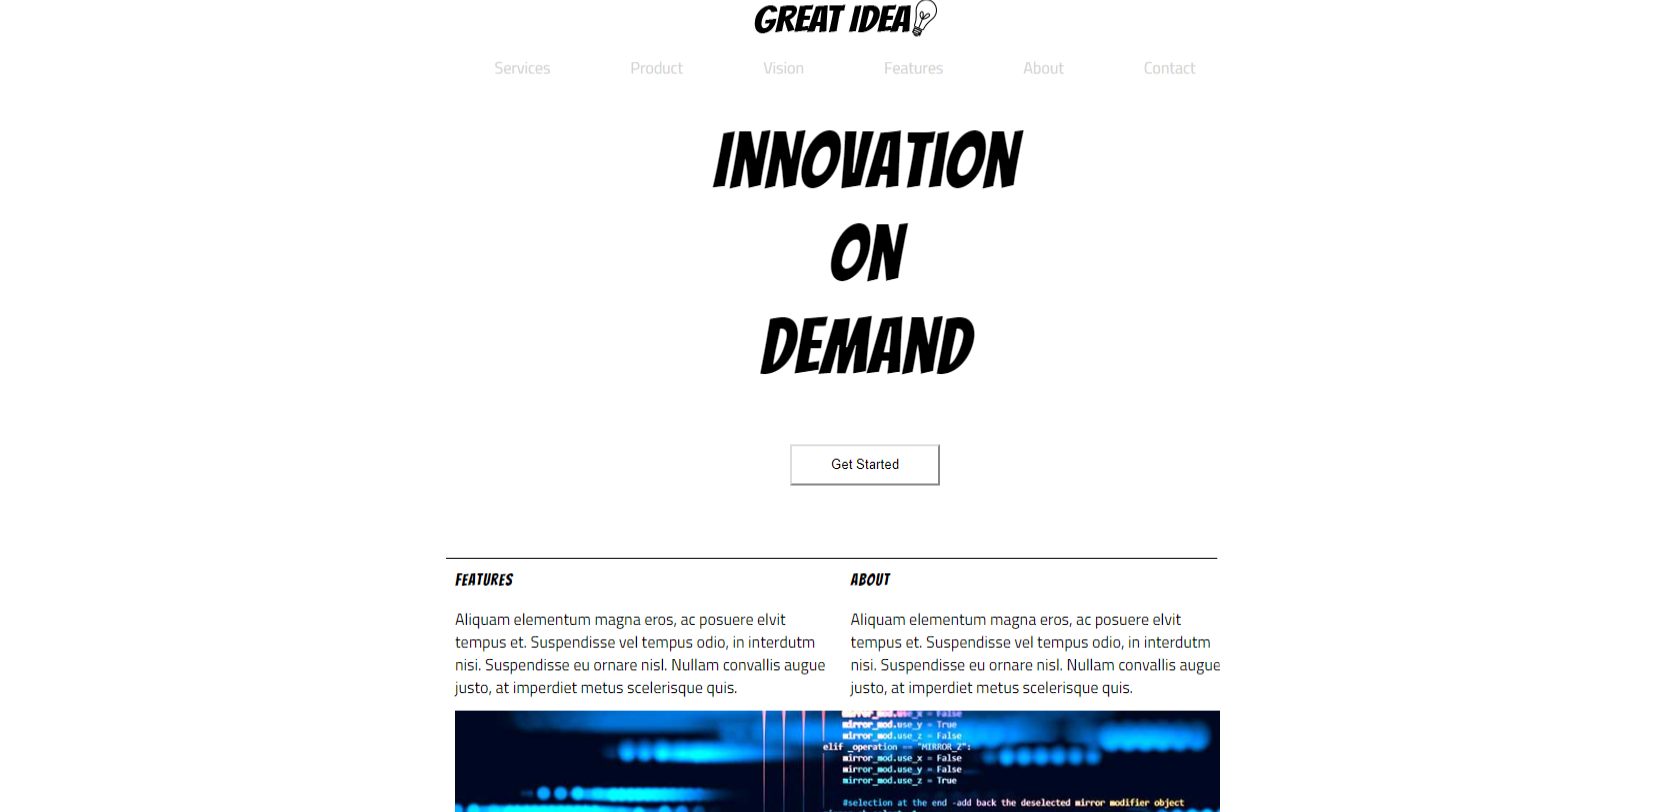 GREAT IDEA
Services Product Vision Features About Contact
INNOVATION
ON
DEMAND
Get Started
FEATURES
Aliquam elementum magna eros, ac posuere elvit
tempus et. Suspendisse vel tempus odio, in interdutm
nisi. Suspendisse eu ornare nisl. Nullam convallis augue
justo, at imperdiet metus scelerisque quis.
ABOUT
Aliquam elementum magna eros, ac posuere elvit
tempus et. Suspendisse vel tempus odio, in interdutm
nisi. Suspendisse eu ornare nisl. Nullam convallis augue
justo, at imperdiet metus scelerisque quis.
mirror_mod.use_x = False
mirror_mod.use_y = True
mirror_mod.use_z = False
elif _operation == "MIRROR_Z":
mirror_mod.use_x = False
mirror_mod.use_y = False
mirror_mod.use_z = True
#selection at the end -add back the deselected mirror modifier object